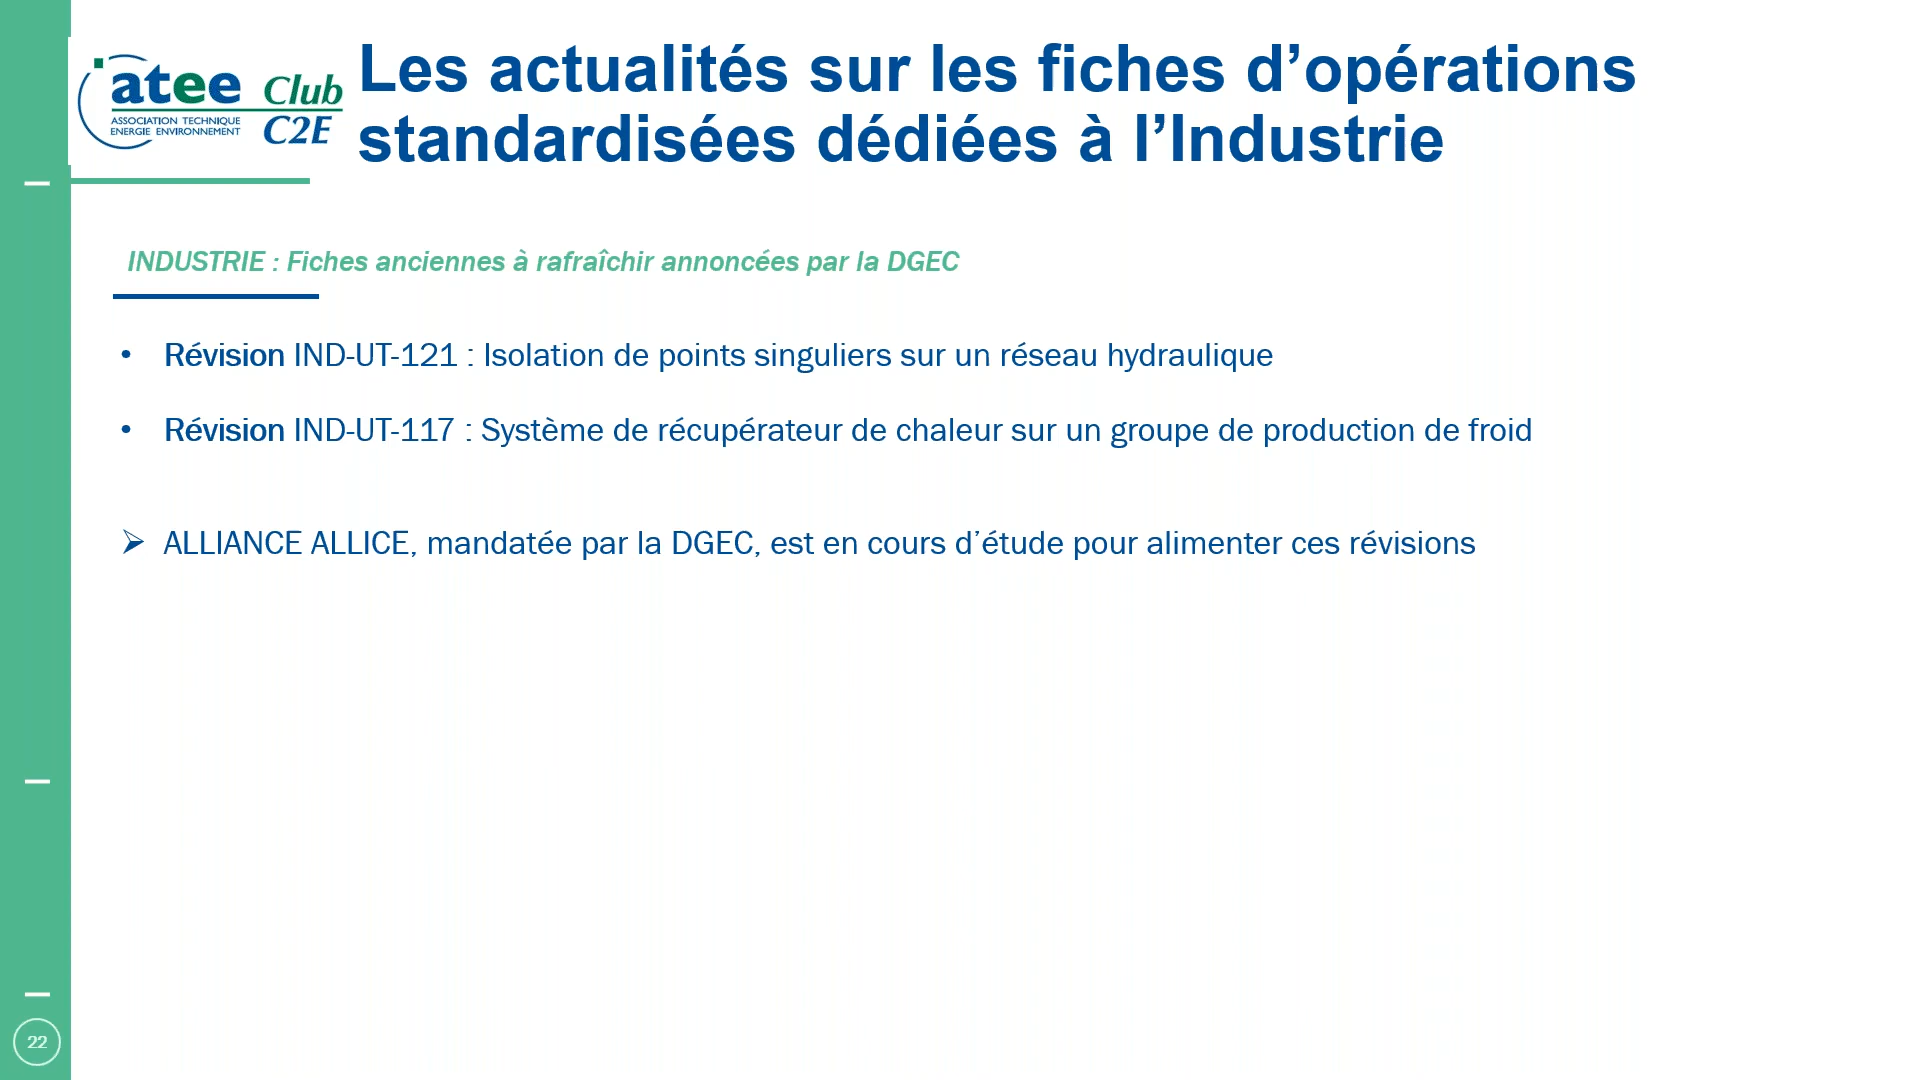 atee Club
ASSOCIATION TECHNIQUE
ENERGIE ENVIRONNEMENT
C2E
Les actualités sur les fiches d’opérations
standardisées dédiées à l’Industrie
INDUSTRIE : Fiches anciennes à rafraîchir annoncées par la DGEC
• Révision IND-UT-121 : Isolation de points singuliers sur un réseau hydraulique
• Révision IND-UT-117 : Système de récupérateur de chaleur sur un groupe de production de froid
➢ ALLIANCE ALLICE, mandatée par la DGEC, est en cours d’étude pour alimenter ces révisions
22